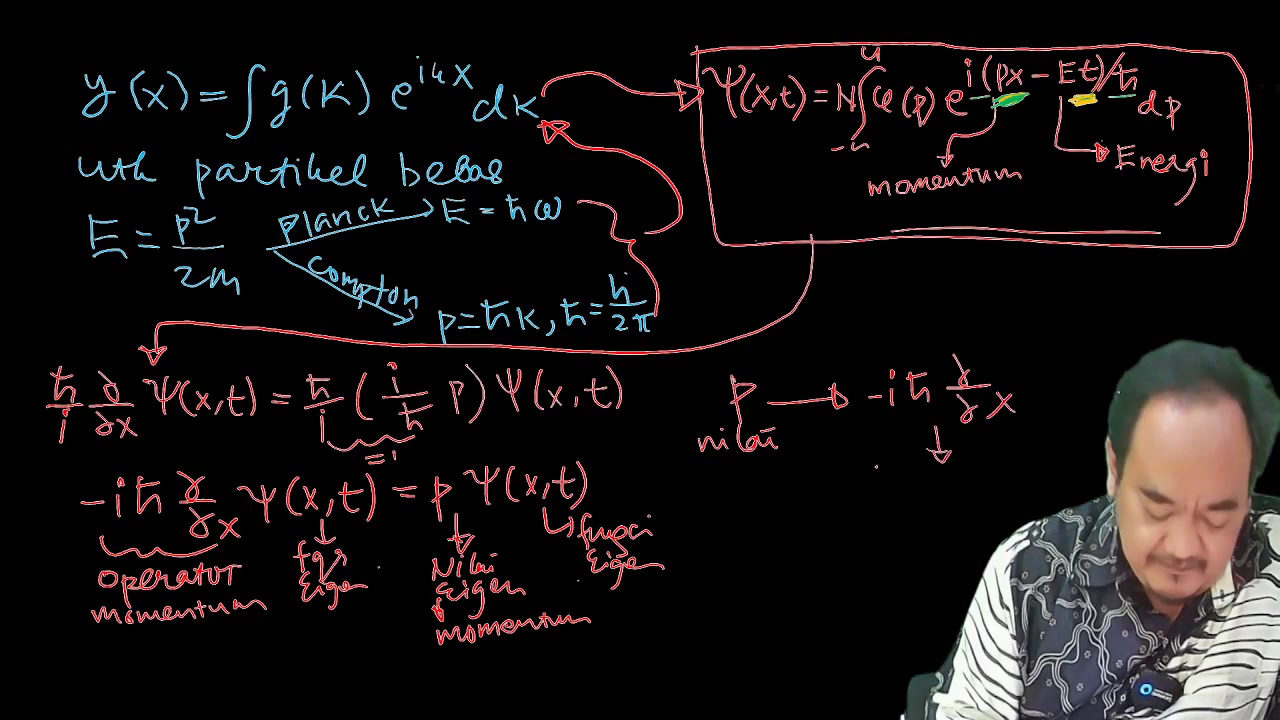 y(x) = ∫ g(k) e^{ikx} dk
utk partikel bebas
E = p²/2m
planck
E = ħω
compton
p = ħk, ħ = h/2π
Ψ(x,t) = N ∫ φ(p) e^{i(px - Et)/ħ} dp
momentum
Energi
ħ/i ∂/∂x Ψ(x,t) = ħ/i (i/ħ p) Ψ(x,t)
= 1
-iħ ∂/∂x Ψ(x,t) = p Ψ(x,t)
operator
momentum
fgs
Eigen
Nilai
Eigen
momentum
fungsi
Eigen
p → -iħ ∂/∂x
nilai